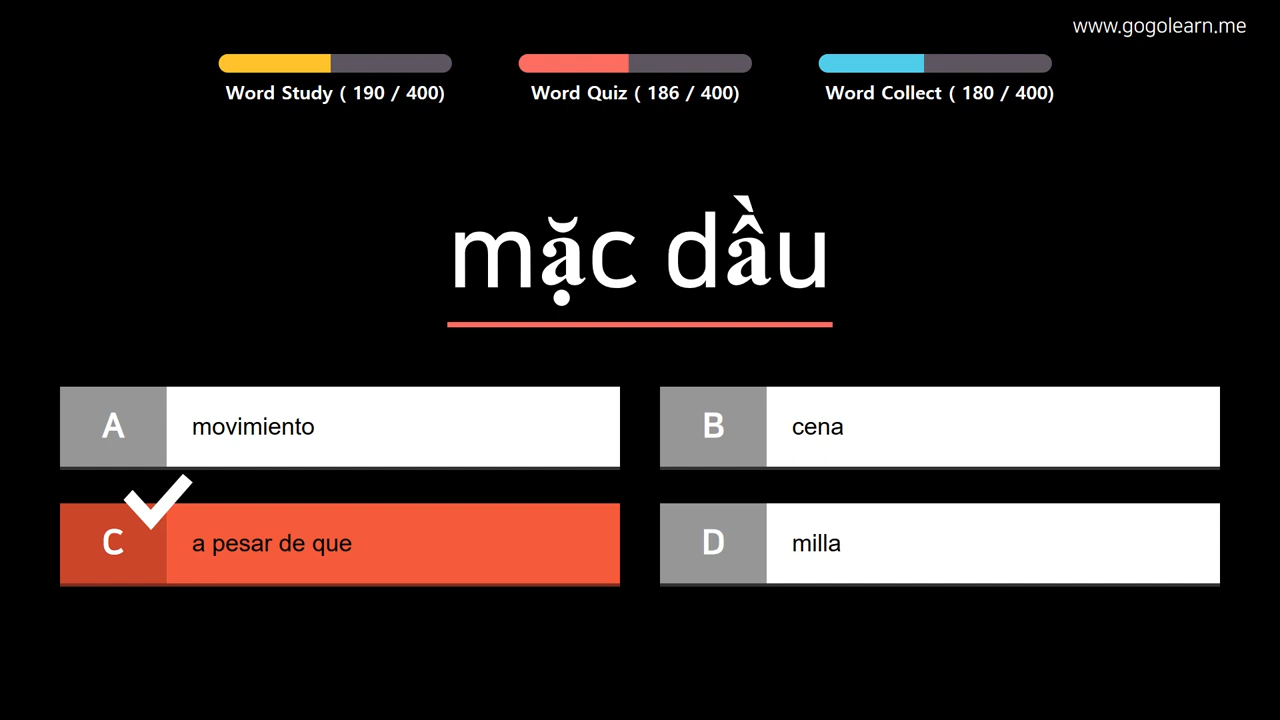 www.gogolearn.me
Word Study ( 190 / 400)
Word Quiz ( 186 / 400)
Word Collect ( 180 / 400)
mặc dầu
A
movimiento
B
cena
C
a pesar de que
D
milla